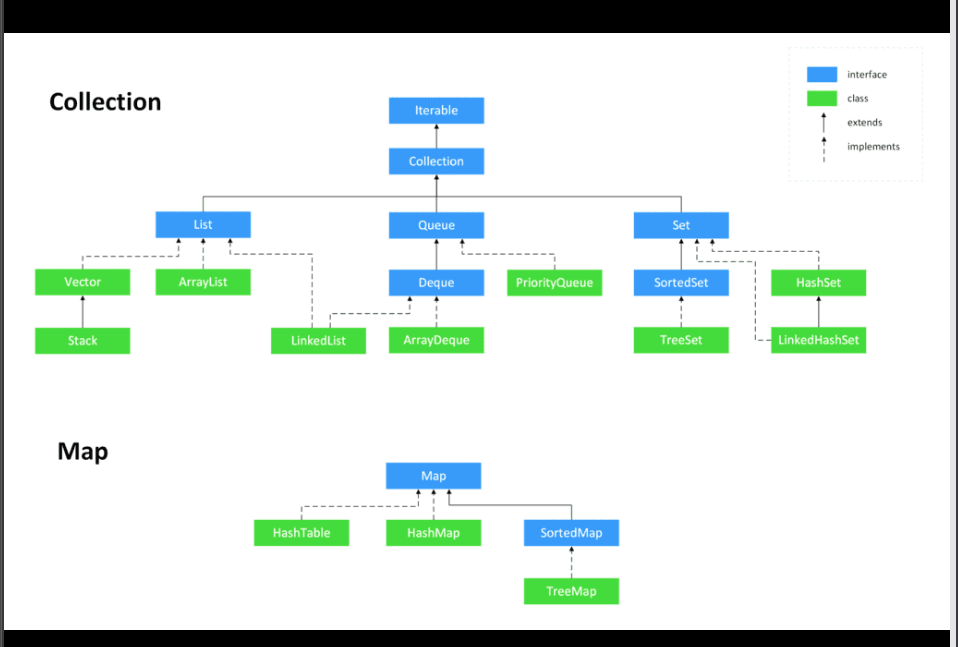 Collection
interface
class
extends
implements
Iterable
Collection
List
Queue
Set
Vector
ArrayList
Deque
PriorityQueue
SortedSet
HashSet
Stack
LinkedList
ArrayDeque
TreeSet
LinkedHashSet
Map
Map
HashTable
HashMap
SortedMap
TreeMap